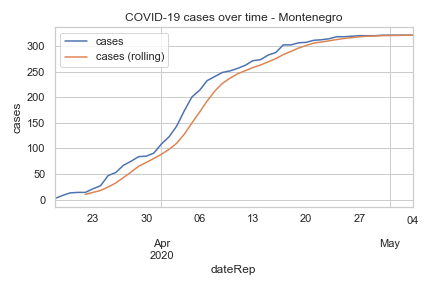 COVID-19 cases over time - Montenegro
cases
cases (rolling)
cases
300
250
200
150
100
50
0
23
30
06
13
20
27
04
Apr
2020
May
dateRep